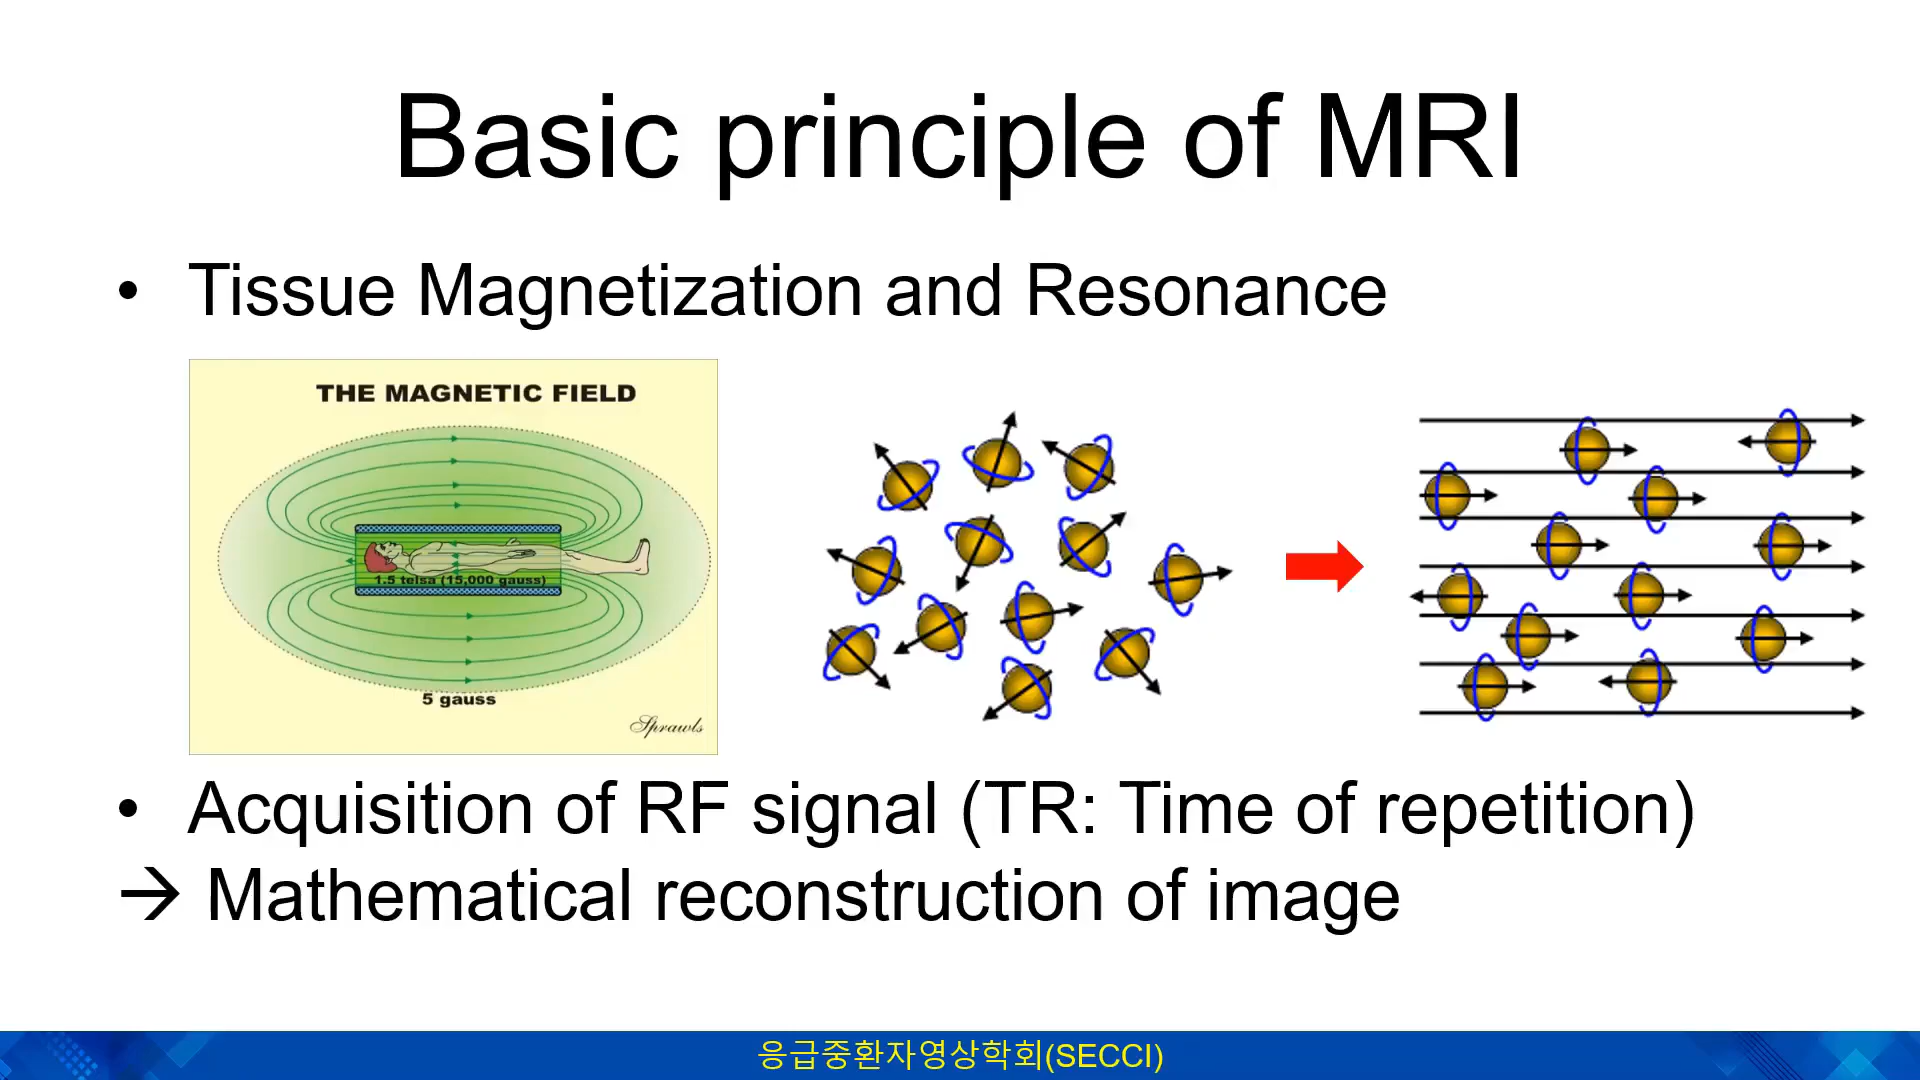 Basic principle of MRI
• Tissue Magnetization and Resonance
THE MAGNETIC FIELD
1.5 telsa (15,000 gauss)
5 gauss
Sprawls
• Acquisition of RF signal (TR: Time of repetition)
→ Mathematical reconstruction of image
응급중환자영상학회(SECCI)